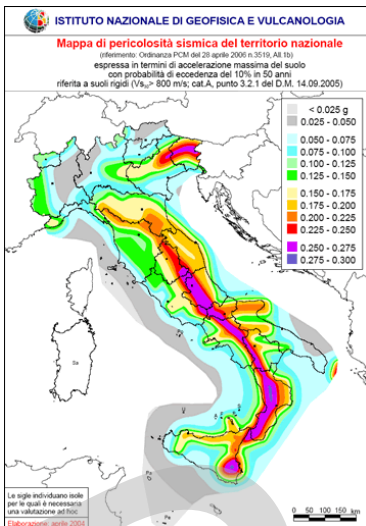 ISTITUTO NAZIONALE DI GEOFISICA E VULCANOLOGIA
Mappa di pericolosità sismica del territorio nazionale
(riferimento: Ordinanza PCM del 28 aprile 2006 n.3519, All.1b)
espressa in termini di accelerazione massima del suolo
con probabilità di eccedenza del 10% in 50 anni
riferita a suoli rigidi (Vs₃₀> 800 m/s; cat.A, punto 3.2.1 del D.M. 14.09.2005)
< 0.025 g
0.025 - 0.050
0.050 - 0.075
0.075 - 0.100
0.100 - 0.125
0.125 - 0.150
0.150 - 0.175
0.175 - 0.200
0.200 - 0.225
0.225 - 0.250
0.250 - 0.275
0.275 - 0.300
Le sigle individuano isole
per le quali è necessaria
una valutazione ad hoc
Elaborazione: aprile 2004
0 50 100 150
km